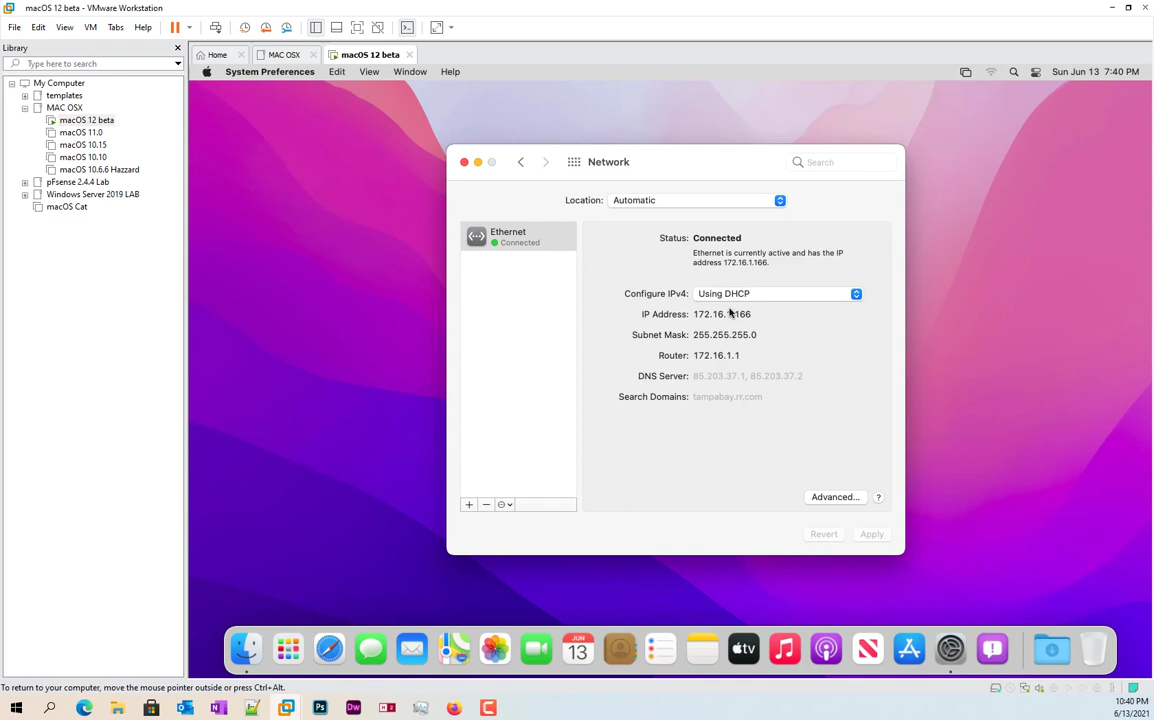 macOS 12 beta - VMware Workstation
File Edit View VM Tabs Help
Library
Type here to search
My Computer
templates
MAC OSX
macOS 12 beta
macOS 11.0
macOS 10.15
macOS 10.10
macOS 10.6.6 Hazzard
pFsense 2.4.4 Lab
Windows Server 2019 LAB
macOS Cat
Home MAC OSX macOS 12 beta
System Preferences Edit View Window Help Sun Jun 13 7:40 PM
Network Search
Location: Automatic
Ethernet
Connected
Status: Connected
Ethernet is currently active and has the IP
address 172.16.1.166.
Configure IPv4: Using DHCP
IP Address: 172.16.1.166
Subnet Mask: 255.255.255.0
Router: 172.16.1.1
DNS Server: 85.203.37.1, 85.203.37.2
Search Domains: tampabay.rr.com
Advanced... ?
Revert Apply
JUN
13
tv
To return to your computer, move the mouse pointer outside or press Ctrl+Alt.
Ps Dw
10:40 PM
6/13/2021